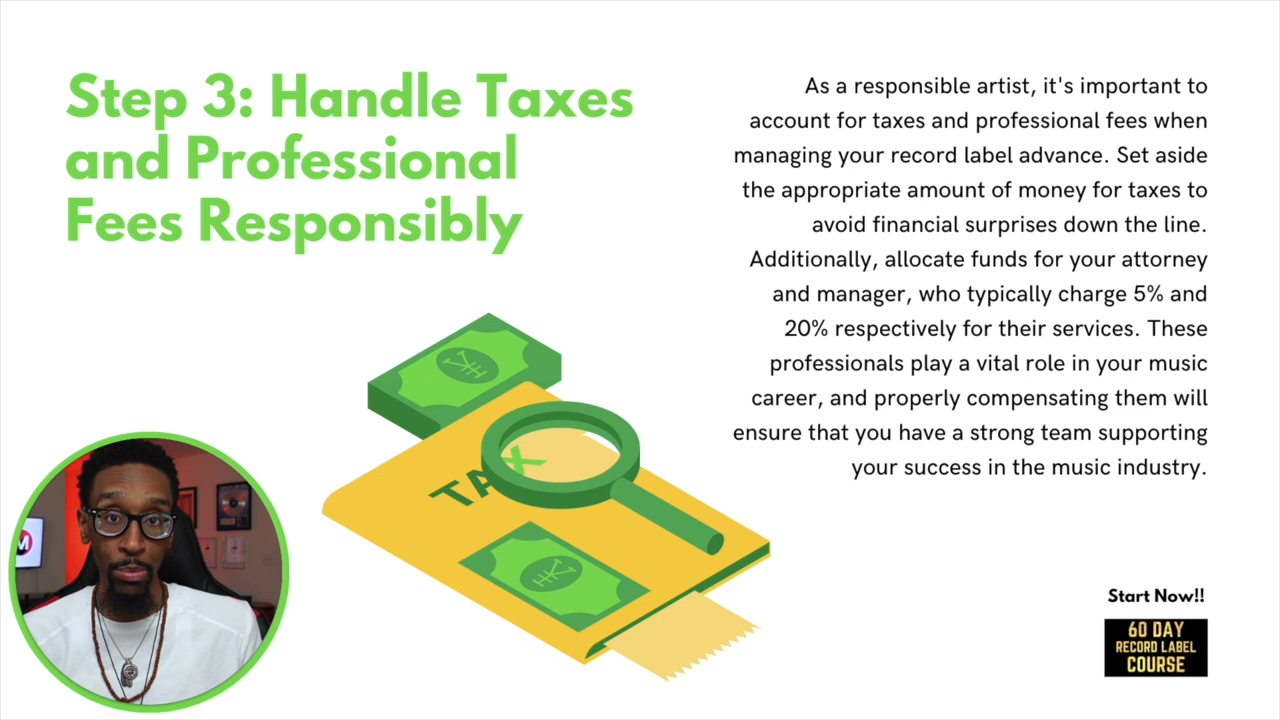 Step 3: Handle Taxes
and Professional
Fees Responsibly
As a responsible artist, it's important to
account for taxes and professional fees when
managing your record label advance. Set aside
the appropriate amount of money for taxes to
avoid financial surprises down the line.
Additionally, allocate funds for your attorney
and manager, who typically charge 5% and
20% respectively for their services. These
professionals play a vital role in your music
career, and properly compensating them will
ensure that you have a strong team supporting
your success in the music industry.
TAX
M
Start Now!!
60 DAY
RECORD LABEL
COURSE